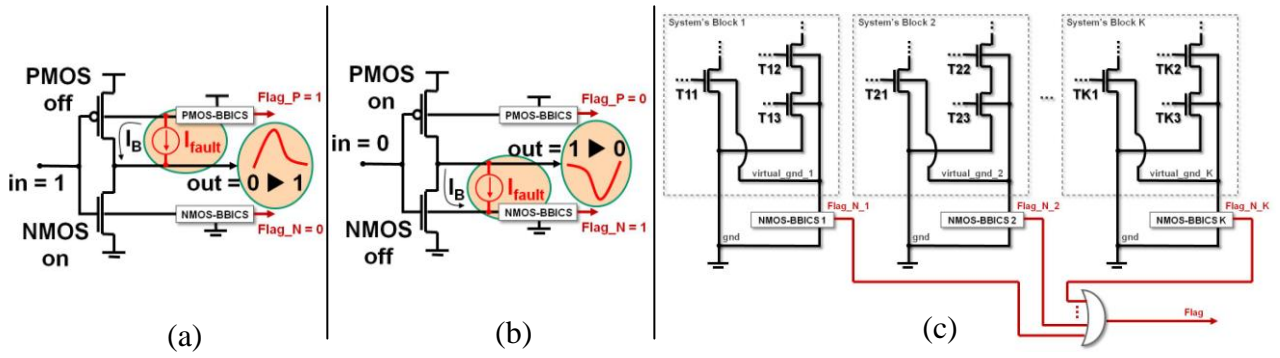 PMOS
off
Flag_P = 1
PMOS-BBICS
I_B
I_fault
in = 1
out = 0 ▶ 1
NMOS-BBICS
NMOS
on
Flag_N = 0
(a)
PMOS
on
Flag_P = 0
PMOS-BBICS
in = 0
out = 1 ▶ 0
I_B
I_fault
NMOS-BBICS
NMOS
off
Flag_N = 1
(b)
System's Block 1
T12
T11
T13
virtual_gnd_1
Flag_N_1
NMOS-BBICS 1
gnd
System's Block 2
T22
T21
T23
virtual_gnd_2
Flag_N_2
NMOS-BBICS 2
gnd
...
System's Block K
TK2
TK1
TK3
virtual_gnd_K
Flag_N_K
NMOS-BBICS K
gnd
Flag
(c)